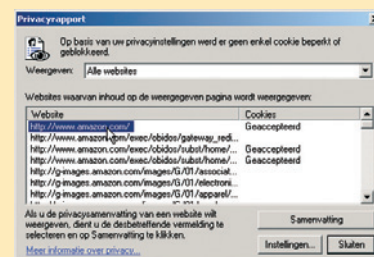 Privacyrapport
Op basis van uw privacyinstellingen werd er geen enkel cookie beperkt of
geblokkeerd.
Weergeven: Alle websites
Websites waarvan inhoud op de weergegeven pagina wordt weergegeven:
Website Cookies
http://www.amazon.com/ Geaccepteerd
http://www.amazon.com/exec/obidos/gateway_redi...
http://www.amazon.com/exec/obidos/subst/home/... Geaccepteerd
http://www.amazon.com/exec/obidos/subst/home/... Geaccepteerd
http://g-images.amazon.com/images/G/01/associat...
http://g-images.amazon.com/images/G/01/electroni...
http://g-images.amazon.com/images/G/01/apparel/...
Als u de privacysamenvatting van een website wilt
weergeven, dient u de desbetreffende vermelding te
selecteren en op Samenvatting te klikken.
Samenvatting
Meer informatie over privacy...
Instellingen... Sluiten